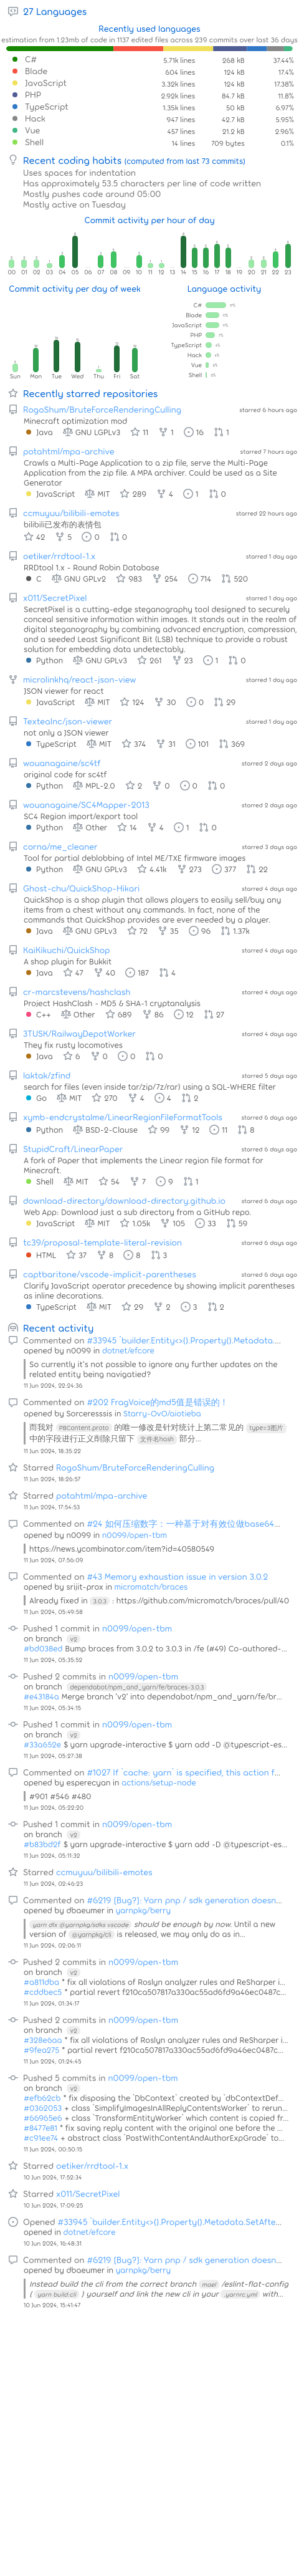 27 Languages
Recently used languages
estimation from 1.23mb of code in 1137 edited files across 239 commits over last 36 days
C# 5.71k lines 268 kB 37.44%
Blade 604 lines 124 kB 17.4%
JavaScript 3.32k lines 124 kB 17.38%
PHP 2.92k lines 84.7 kB 11.8%
TypeScript 1.35k lines 50 kB 6.97%
Hack 947 lines 42.7 kB 5.95%
Vue 457 lines 21.2 kB 2.96%
Shell 14 lines 709 bytes 0.1%
Recent coding habits (computed from last 73 commits)
Uses spaces for indentation
Has approximately 53.5 characters per line of code written
Mostly pushes code around 05:00
Mostly active on Tuesday
Commit activity per hour of day
00 01 02 03 04 05 06 07 08 09 10 11 12 13 14 15 16 17 18 19 20 21 22 23
Commit activity per day of week
Sun Mon Tue Wed Thu Fri Sat
Language activity
C#
Blade
JavaScript
PHP
TypeScript
Hack
Vue
Shell
Recently starred repositories
RogoShum/BruteForceRenderingCulling starred 6 hours ago
Minecraft optimization mod
Java GNU LGPLv3 11 1 16 1
potahtml/mpa-archive starred 7 hours ago
Crawls a Multi-Page Application to a zip file, serve the Multi-Page
Application from the zip file. A MPA archiver. Could be used as a Site
Generator
JavaScript MIT 289 4 1 0
ccmuyuu/bilibili-emotes starred 22 hours ago
bilibili已发布的表情包
42 5 0 0
oetiker/rrdtool-1.x starred 1 day ago
RRDtool 1.x - Round Robin Database
C GNU GPLv2 983 254 714 520
x011/SecretPixel starred 1 day ago
SecretPixel is a cutting-edge steganography tool designed to securely
conceal sensitive information within images. It stands out in the realm of
digital steganography by combining advanced encryption, compression,
and a seeded Least Significant Bit (LSB) technique to provide a robust
solution for embedding data undetectably.
Python GNU GPLv3 261 23 1 0
microlinkhq/react-json-view starred 1 day ago
JSON viewer for react
JavaScript MIT 124 30 0 29
TexteaInc/json-viewer starred 1 day ago
not only a JSON viewer
TypeScript MIT 374 31 101 369
wouanagaine/sc4tf starred 2 days ago
original code for sc4tf
Python MPL-2.0 2 0 0 0
wouanagaine/SC4Mapper-2013 starred 2 days ago
SC4 Region import/export tool
Python Other 14 4 1 0
corna/me_cleaner starred 3 days ago
Tool for partial deblobbing of Intel ME/TXE firmware images
Python GNU GPLv3 4.41k 273 377 22
Ghost-chu/QuickShop-Hikari starred 4 days ago
QuickShop is a shop plugin that allows players to easily sell/buy any
items from a chest without any commands. In fact, none of the
commands that QuickShop provides are ever needed by a player.
Java GNU GPLv3 72 35 96 1.37k
KaiKikuchi/QuickShop starred 4 days ago
A shop plugin for Bukkit
Java 47 40 187 4
cr-marcstevens/hashclash starred 4 days ago
Project HashClash - MD5 & SHA-1 cryptanalysis
C++ Other 689 86 12 27
3TUSK/RailwayDepotWorker starred 4 days ago
They fix rusty locomotives
Java 6 0 0 0
laktak/zfind starred 5 days ago
search for files (even inside tar/zip/7z/rar) using a SQL-WHERE filter
Go MIT 270 4 4 2
xymb-endcrystalme/LinearRegionFileFormatTools starred 6 days ago
Python BSD-2-Clause 99 12 11 8
StupidCraft/LinearPaper starred 6 days ago
A fork of Paper that implements the Linear region file format for
Minecraft.
Shell MIT 54 7 9 1
download-directory/download-directory.github.io starred 6 days ago
Web App: Download just a sub directory from a GitHub repo.
JavaScript MIT 1.05k 105 33 59
tc39/proposal-template-literal-revision starred 6 days ago
HTML 37 8 8 3
captbaritone/vscode-implicit-parentheses starred 6 days ago
Clarify JavaScript operator precedence by showing implicit parentheses
as inline decorations.
TypeScript MIT 29 2 3 2
Recent activity
Commented on #33945 `builder.Entity<>().Property().Metadata....
opened by n0099 in dotnet/efcore
So currently it's not possible to ignore any further updates on the
related entity being navigated?
11 Jun 2024, 22:24:36
Commented on #202 FragVoice的md5值是错误的！
opened by Sorceresssis in Starry-OvO/aiotieba
而我对 PBContent.proto 的唯一修改是针对统计上第二常见的 type=3图片
中的字段进行正义削除只留下 文件名hash 部分...
11 Jun 2024, 18:35:22
Starred RogoShum/BruteForceRenderingCulling
11 Jun 2024, 18:26:57
Starred potahtml/mpa-archive
11 Jun 2024, 17:54:53
Commented on #24 如何压缩数字：一种基于对有效位做base64...
opened by n0099 in n0099/open-tbm
https://news.ycombinator.com/item?id=40580549
11 Jun 2024, 07:56:09
Commented on #43 Memory exhaustion issue in version 3.0.2
opened by srijit-prox in micromatch/braces
Already fixed in 3.0.3 : https://github.com/micromatch/braces/pull/40
11 Jun 2024, 05:49:58
Pushed 1 commit in n0099/open-tbm
on branch v2
#bd038ed Bump braces from 3.0.2 to 3.0.3 in /fe (#49) Co-authored-...
11 Jun 2024, 05:35:52
Pushed 2 commits in n0099/open-tbm
on branch dependabot/npm_and_yarn/fe/braces-3.0.3
#e43184a Merge branch 'v2' into dependabot/npm_and_yarn/fe/br...
11 Jun 2024, 05:34:15
Pushed 1 commit in n0099/open-tbm
on branch v2
#33a652e $ yarn upgrade-interactive $ yarn add -D @typescript-es...
11 Jun 2024, 05:27:38
Commented on #1027 If `cache: yarn` is specified, this action f...
opened by esperecyan in actions/setup-node
#901 #546 #480
11 Jun 2024, 05:22:20
Pushed 1 commit in n0099/open-tbm
on branch v2
#b83bd2f $ yarn upgrade-interactive $ yarn add -D @typescript-es...
11 Jun 2024, 05:11:32
Starred ccmuyuu/bilibili-emotes
11 Jun 2024, 02:46:23
Commented on #6219 [Bug?]: Yarn pnp / sdk generation doesn...
opened by dbaeumer in yarnpkg/berry
yarn dlx @yarnpkg/sdks vscode should be enough by now. Until a new
version of @yarnpkg/cli is released, we may only do as in...
11 Jun 2024, 02:06:11
Pushed 2 commits in n0099/open-tbm
on branch v2
#a811dba * fix all violations of Roslyn analyzer rules and ReSharper i...
#cddbec5 * partial revert f210ca507817a330ac55ad6fd9a46ec0487c...
11 Jun 2024, 01:34:17
Pushed 2 commits in n0099/open-tbm
on branch v2
#328e6aa * fix all violations of Roslyn analyzer rules and ReSharper i...
#9fea275 * partial revert f210ca507817a330ac55ad6fd9a46ec0487c...
11 Jun 2024, 01:24:45
Pushed 5 commits in n0099/open-tbm
on branch v2
#efb62cb * fix disposing the `DbContext` created by `dbContextDef...
#0362053 + class `SimplifyImagesInAllReplyContentsWorker` to rerun...
#66965e6 + class `TransformEntityWorker` which content is copied fr...
#8477e81 * fix saving reply content with the original one before the ...
#c91ee74 + abstract class `PostWithContentAndAuthorExpGrade` to...
11 Jun 2024, 00:50:15
Starred oetiker/rrdtool-1.x
10 Jun 2024, 17:52:34
Starred x011/SecretPixel
10 Jun 2024, 17:09:25
Opened #33945 `builder.Entity<>().Property().Metadata.SetAfte...
opened in dotnet/efcore
10 Jun 2024, 16:48:31
Commented on #6219 [Bug?]: Yarn pnp / sdk generation doesn...
opened by dbaeumer in yarnpkg/berry
Instead build the cli from the correct branch mael /eslint-flat-config
( yarn build:cli ) yourself and link the new cli in your .yarnrc.yml with...
10 Jun 2024, 15:41:47